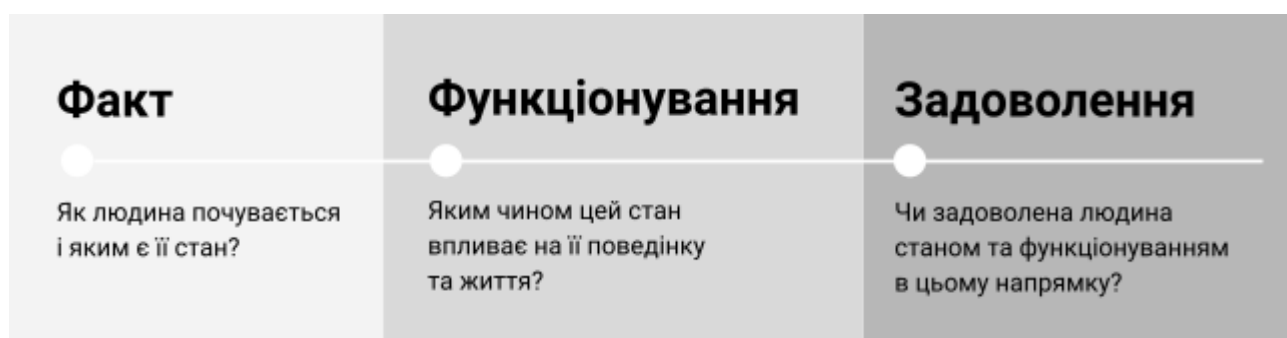 Факт
Як людина почувається
і яким є її стан?
Функціонування
Яким чином цей стан
впливає на її поведінку
та життя?
Задоволення
Чи задоволена людина
станом та функціонуванням
в цьому напрямку?